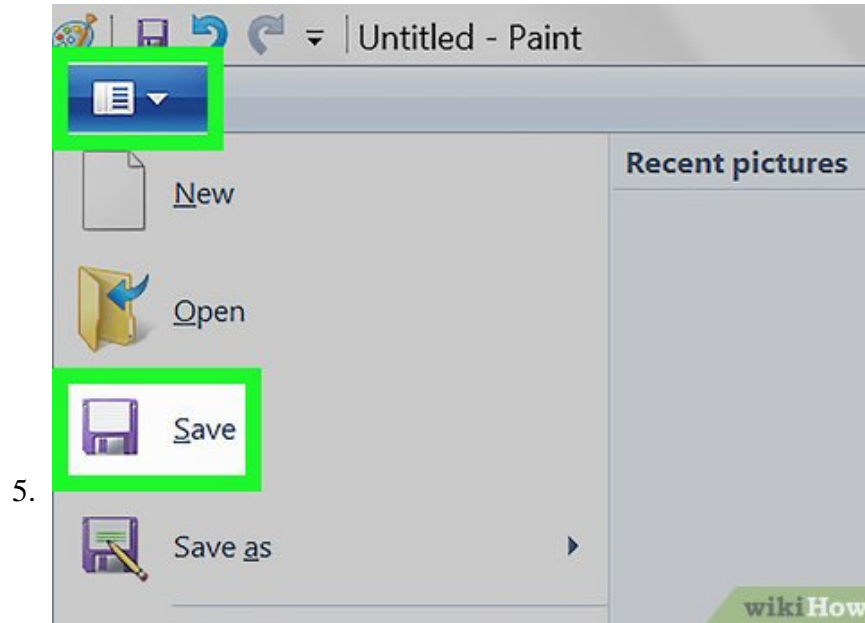 Untitled - Paint
Recent pictures
New
Open
Save
5.
Save as
wikiHow